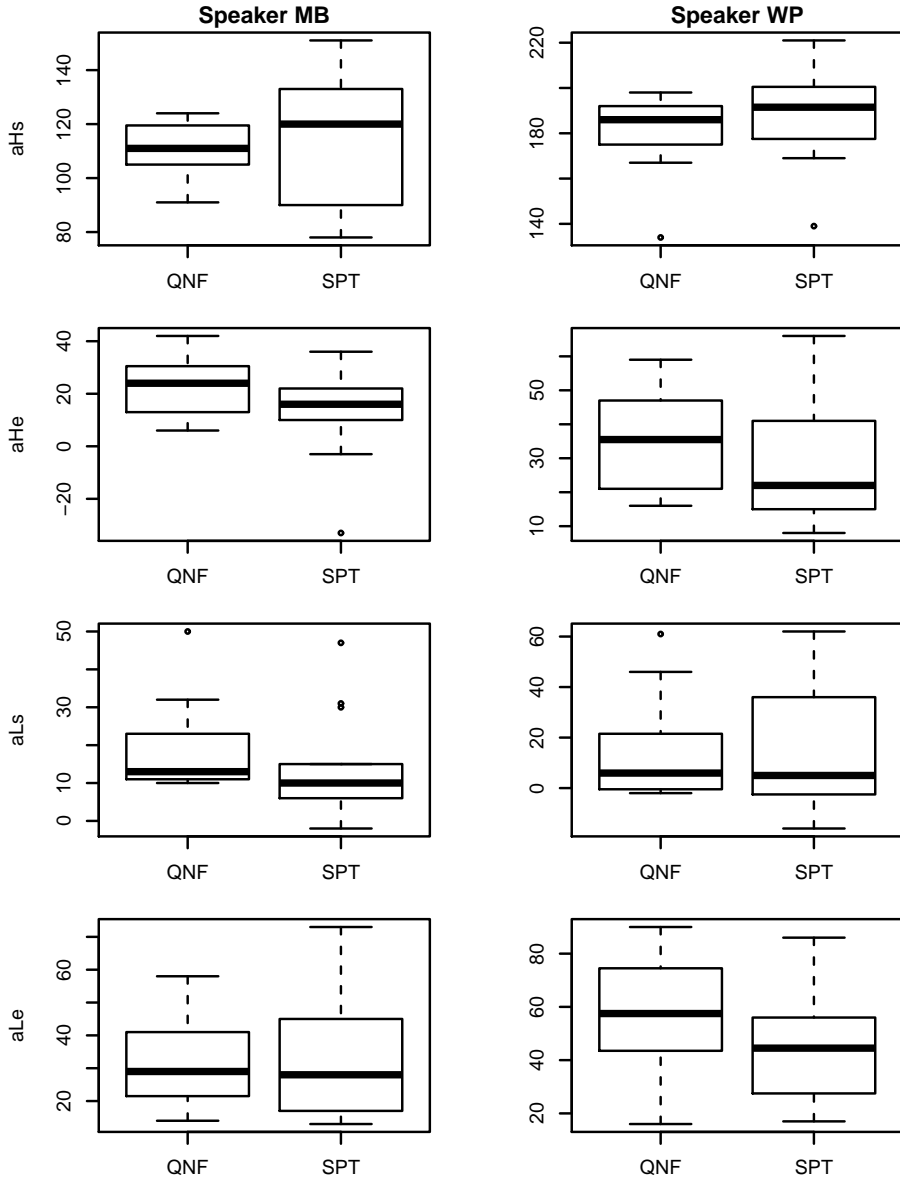 Speaker MB
Speaker WP
aHs
140
120
100
80
QNF
SPT
220
180
140
QNF
SPT
aHe
40
20
0
−20
QNF
SPT
50
30
10
QNF
SPT
aLs
50
30
10
0
QNF
SPT
60
40
20
0
QNF
SPT
aLe
60
40
20
QNF
SPT
80
60
40
20
QNF
SPT